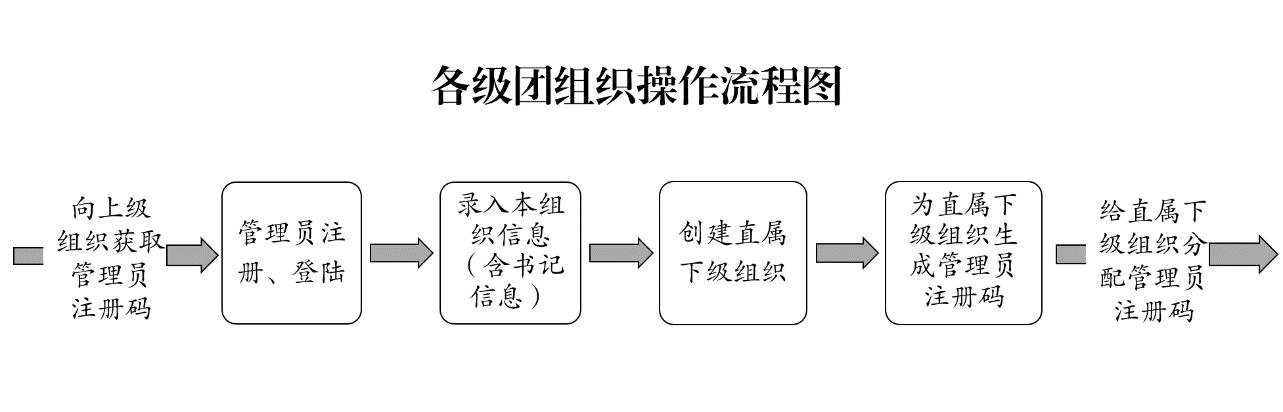 各级团组织操作流程图
向上级
组织获取
管理员
注册码
管理员注
册、登陆
录入本组
织信息
（含书记
信息）
创建直属
下级组织
为直属下
级组织生
成管理员
注册码
给直属下
级组织分
配管理员
注册码